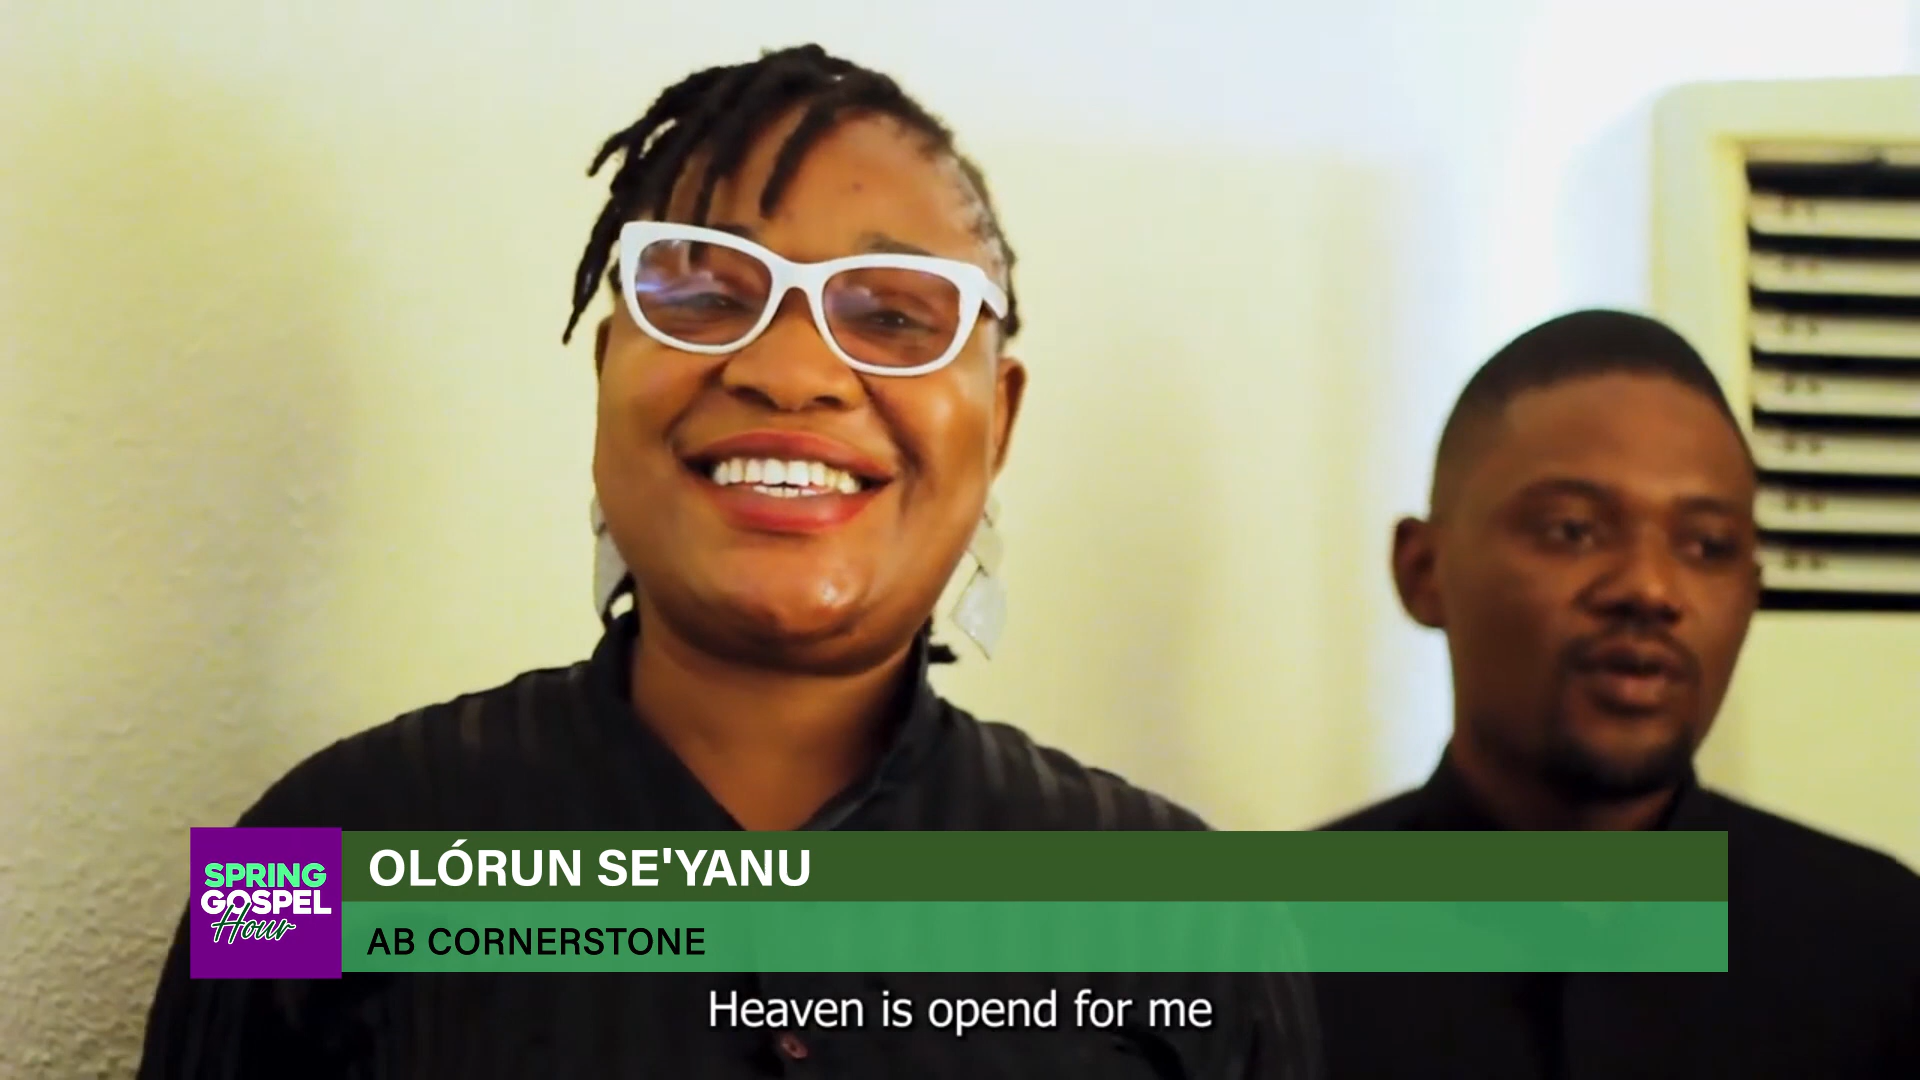 SPRING
GOSPEL
Hour
OLÓRUN SE'YANU
AB CORNERSTONE
Heaven is opend for me